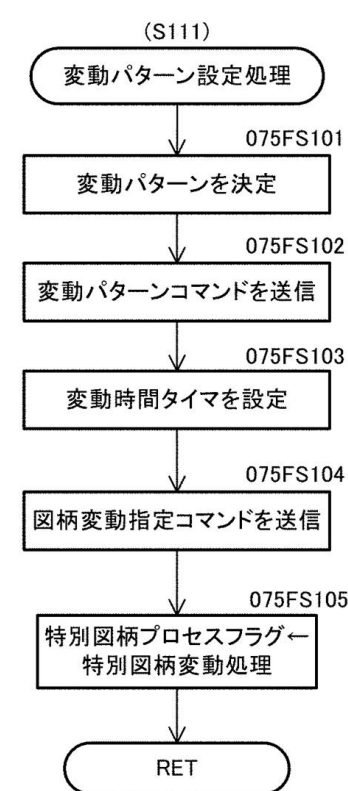 (S111)
変動パターン設定処理
075FS101
変動パターンを決定
075FS102
変動パターンコマンドを送信
075FS103
変動時間タイマを設定
075FS104
図柄変動指定コマンドを送信
075FS105
特別図柄プロセスフラグ←
特別図柄変動処理
RET